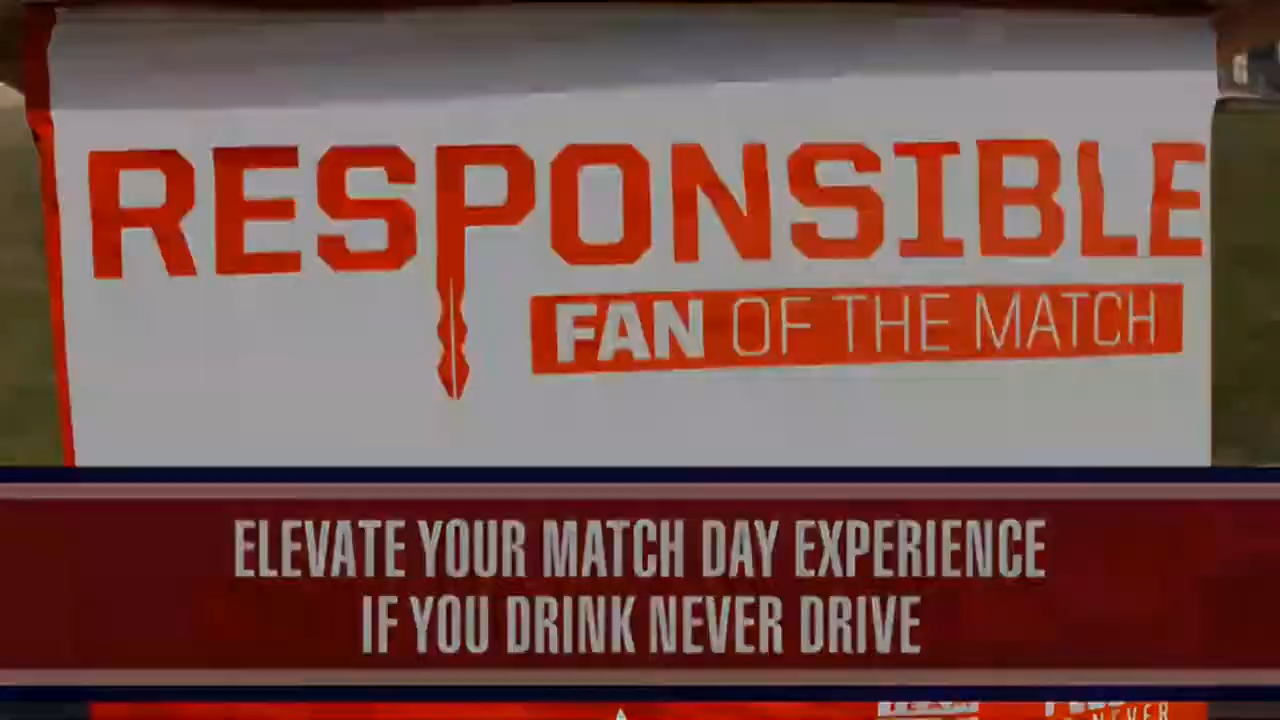 RESPONSIBLE
FAN OF THE MATCH
ELEVATE YOUR MATCH DAY EXPERIENCE
IF YOU DRINK NEVER DRIVE